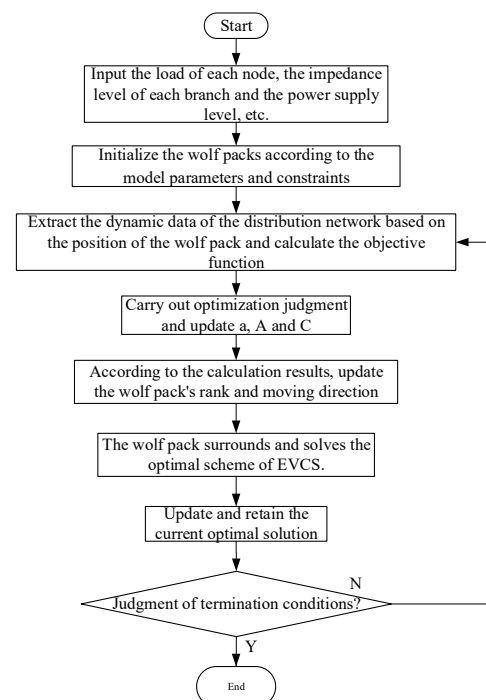 Start
Input the load of each node, the impedance
level of each branch and the power supply
level, etc.
Initialize the wolf packs according to the
model parameters and constraints
Extract the dynamic data of the distribution network based on
the position of the wolf pack and calculate the objective
function
Carry out optimization judgment
and update a, A and C
According to the calculation results, update
the wolf pack's rank and moving direction
The wolf pack surrounds and solves the
optimal scheme of EVCS.
Update and retain the
current optimal solution
N
Judgment of termination conditions?
Y
End